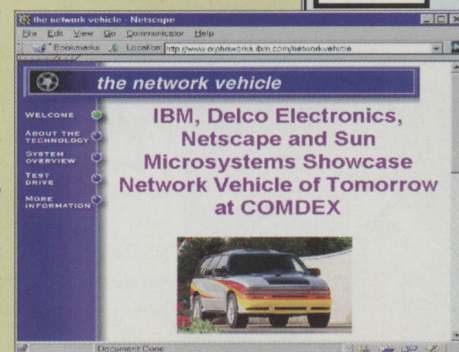 the network vehicle - Netscape
File Edit View Go Communicator Help
Bookmarks Location: http://www.alphaworks.ibm.com/networkvehicle
the network vehicle
WELCOME
ABOUT THE
TECHNOLOGY
SYSTEM
OVERVIEW
TEST
DRIVE
MORE
INFORMATION
IBM, Delco Electronics,
Netscape and Sun
Microsystems Showcase
Network Vehicle of Tomorrow
at COMDEX
Document Done